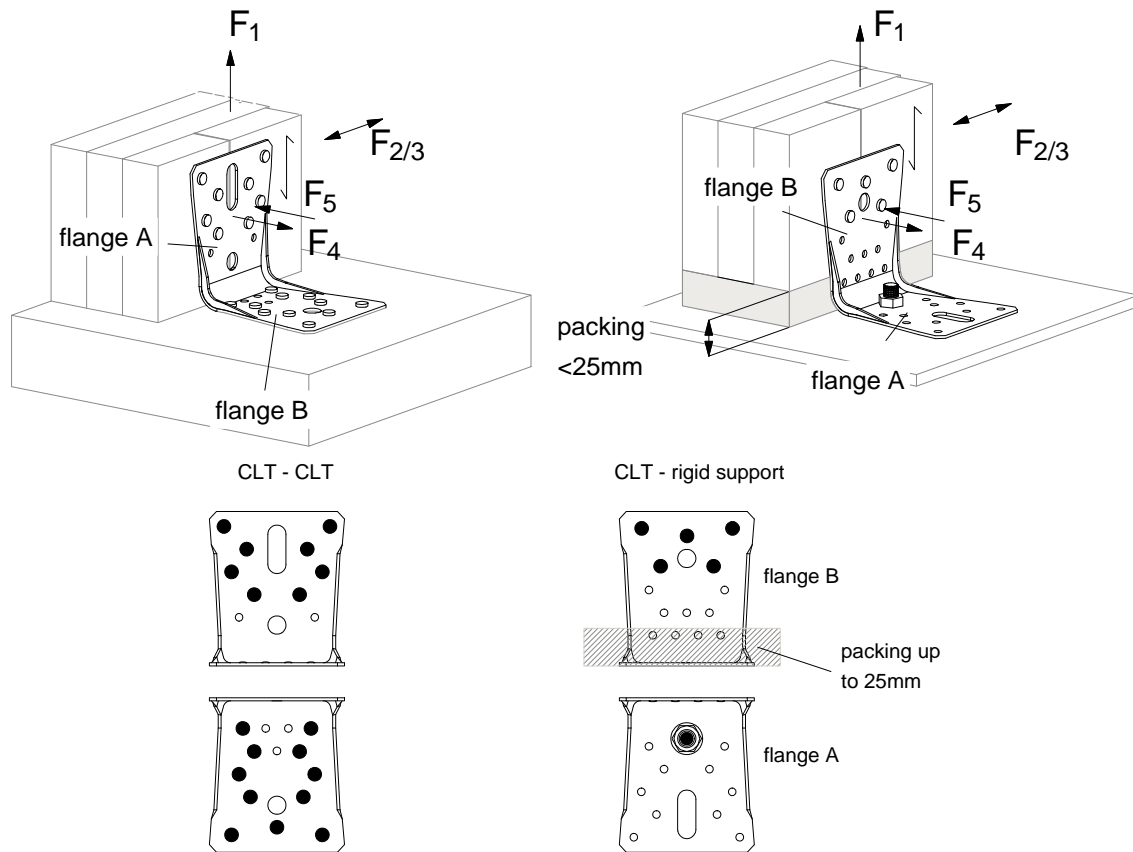 F1
F2/3
F5
F4
flange A
flange B
F1
F2/3
flange B
F5
F4
packing
<25mm
flange A
CLT - CLT
CLT - rigid support
flange B
packing up
to 25mm
flange A